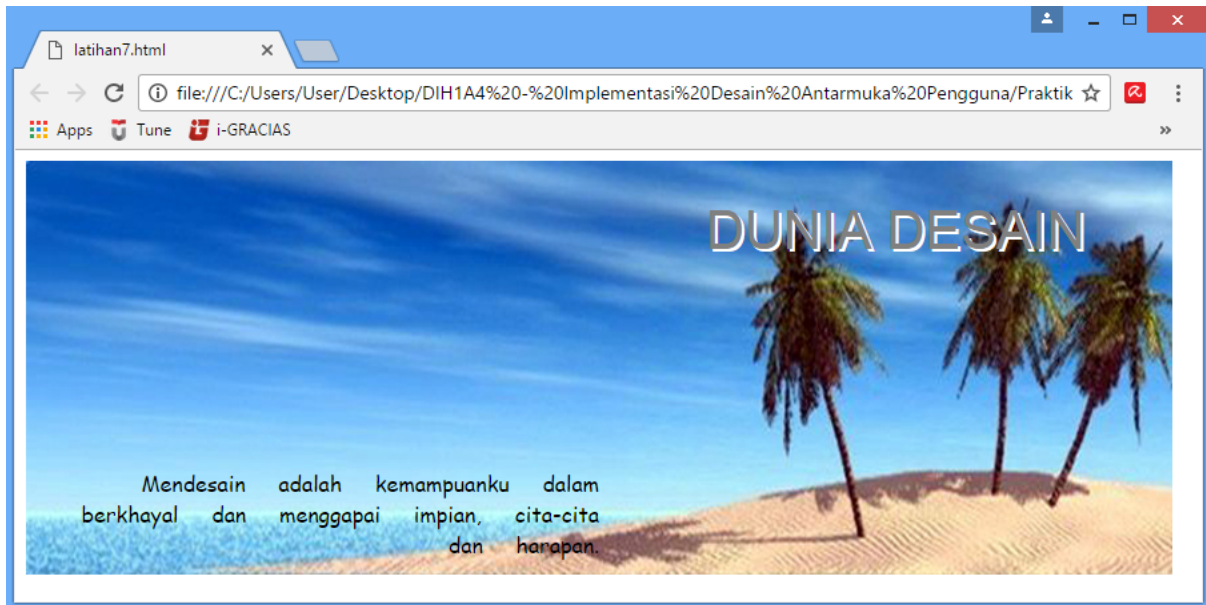 latihan7.html
file:///C:/Users/User/Desktop/DIH1A4%20-%20Implementasi%20Desain%20Antarmuka%20Pengguna/Praktik
Apps Tune i-GRACIAS »
DUNIA DESAIN
Mendesain adalah kemampuanku dalam
berkhayal dan menggapai impian, cita-cita
dan harapan.